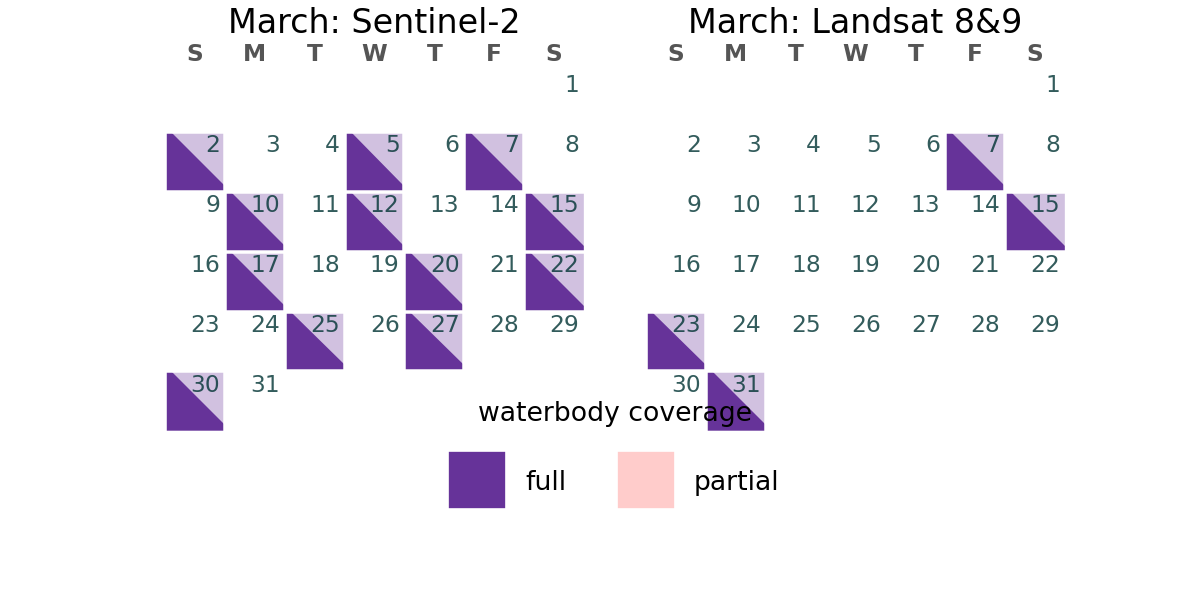 March: Sentinel-2
S M T W T F S
1
2 3 4 5 6 7 8
9 10 11 12 13 14 15
16 17 18 19 20 21 22
23 24 25 26 27 28 29
30 31
March: Landsat 8&9
S M T W T F S
1
2 3 4 5 6 7 8
9 10 11 12 13 14 15
16 17 18 19 20 21 22
23 24 25 26 27 28 29
30 31
waterbody coverage
full partial